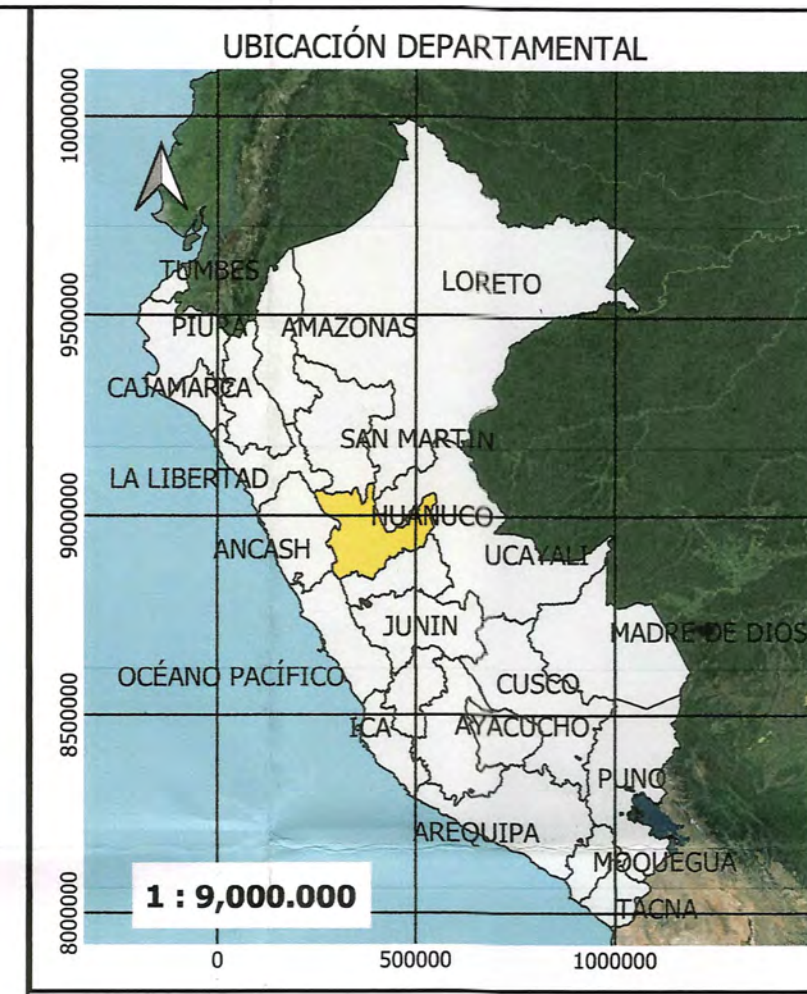 UBICACIÓN DEPARTAMENTAL
10000000
TUMBES
LORETO
9500000
PIURA
AMAZONAS
CAJAMARCA
SAN MARTIN
LA LIBERTAD
9000000
HUANUCO
ANCASH
UCAYALI
JUNIN
MADRE DE DIOS
OCÉANO PACÍFICO
CUSCO
8500000
ICA
AYACUCHO
PUNO
AREQUIPA
MOQUEGUA
1 : 9,000.000
8000000
TACNA
0 500000 1000000